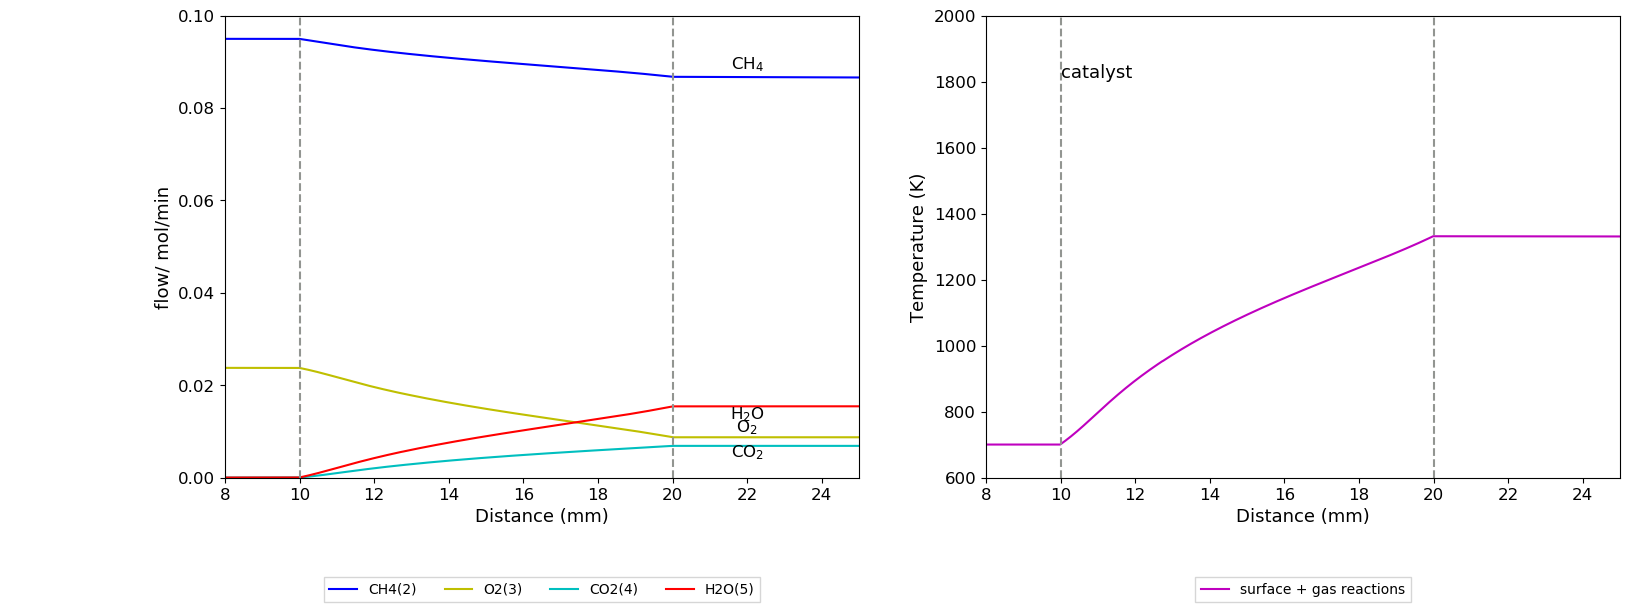 0.10
0.08
0.06
0.04
0.02
0.00
flow/ mol/min
CH₄
H₂O
O₂
CO₂
8 10 12 14 16 18 20 22 24
Distance (mm)
CH4(2) O2(3) CO2(4) H2O(5)
2000
1800
1600
1400
1200
1000
800
600
Temperature (K)
catalyst
8 10 12 14 16 18 20 22 24
Distance (mm)
surface + gas reactions